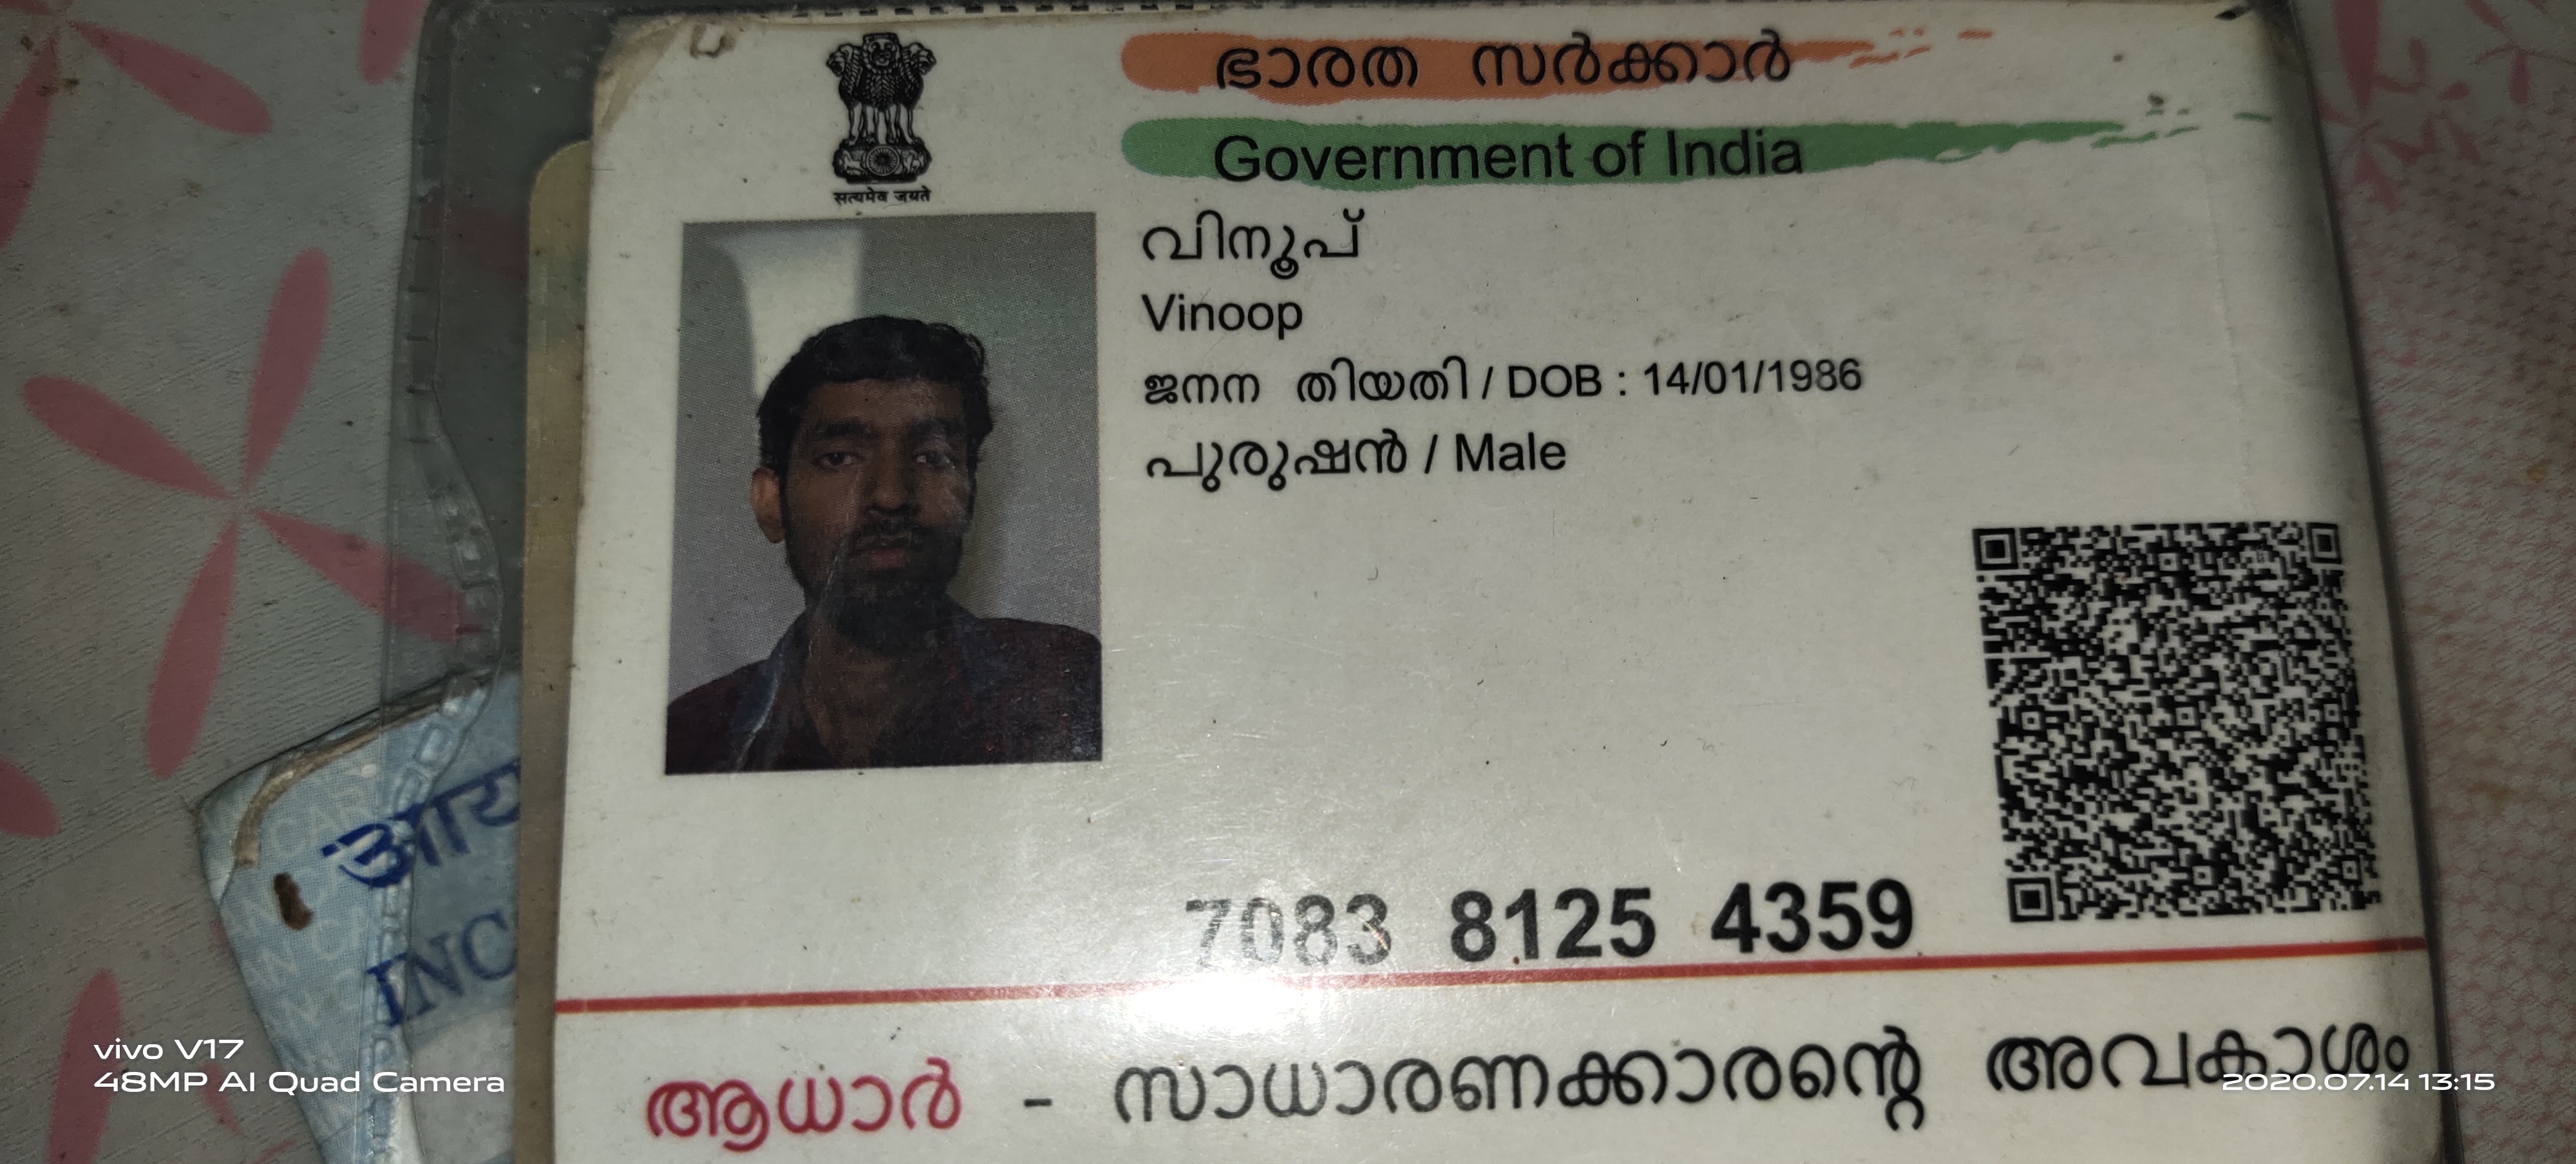 ഭാരത സർക്കാർ
Government of India
सत्यमेव जयते
വിനൂപ്
Vinoop
ജനന തിയതി / DOB : 14/01/1986
പുരുഷൻ / Male
7083 8125 4359
ആധാർ - സാധാരണക്കാരന്റെ അവകാശം
आय
INC
vivo V17
48MP AI Quad Camera
2020.07.14 13:15